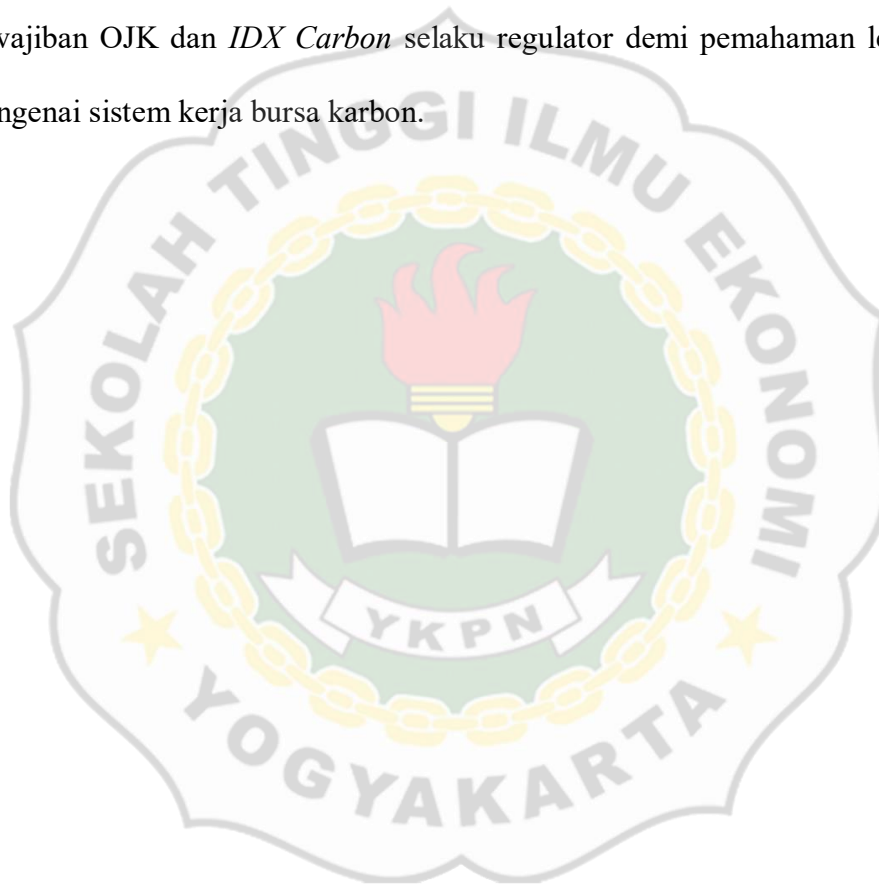 wajiban OJK dan IDX Carbon selaku regulator demi pemahaman
ngenai sistem kerja bursa karbon.
SEKOLAH TINGGI ILMU EKONOMI
YKPN
YOGYAKARTA